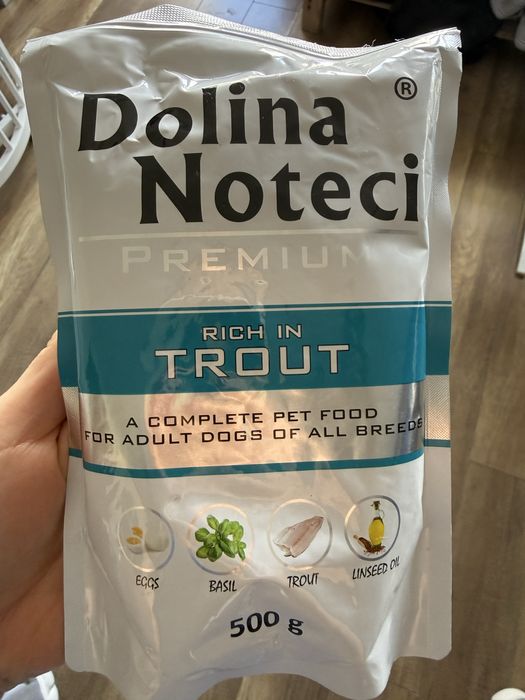 Dolina ®
Noteci
PREMIUM
RICH IN
TROUT
A COMPLETE PET FOOD
FOR ADULT DOGS OF ALL BREEDS
EGGS BASIL TROUT LINSEED OIL
500 g